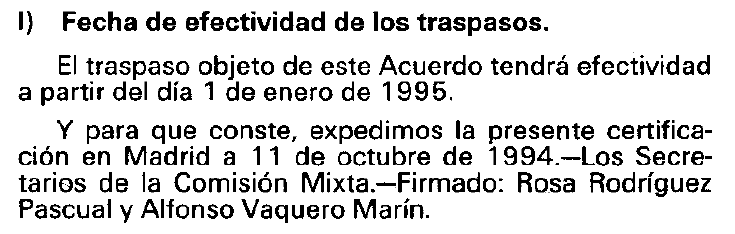 I) Fecha de efectividad de los traspasos.
El traspaso objeto de este Acuerdo tendrá efectividad
a partir del día 1 de enero de 1995.
Y para que conste, expedimos la presente certifica-
ción en Madrid a 11 de octubre de 1994.—Los Secre-
tarios de la Comisión Mixta.—Firmado: Rosa Rodríguez
Pascual y Alfonso Vaquero Marín.